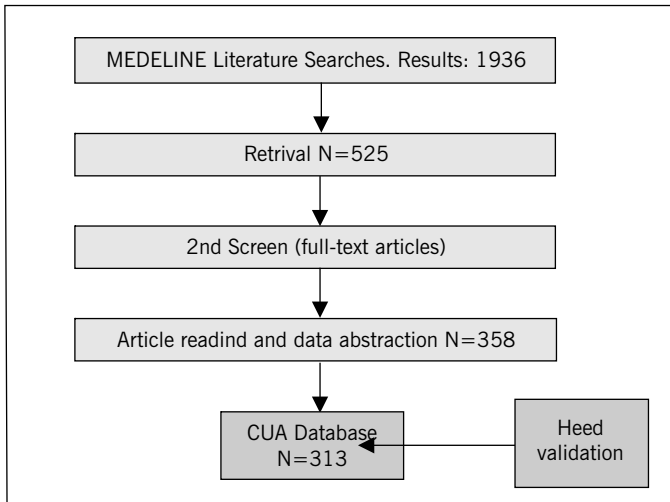 MEDELINE Literature Searches. Results: 1936
Retrival N=525
2nd Screen (full-text articles)
Article readind and data abstraction N=358
CUA Database
N=313
Heed
validation